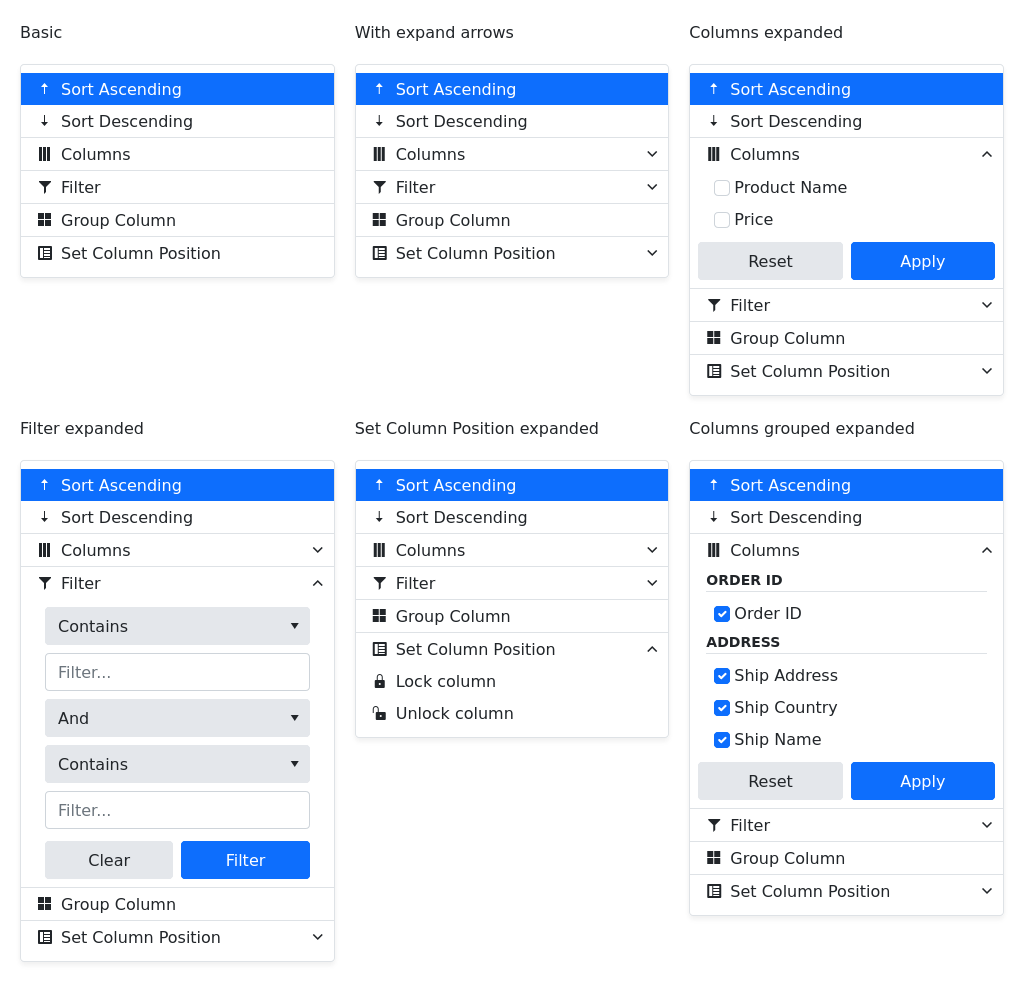 Basic
Sort Ascending
Sort Descending
Columns
Filter
Group Column
Set Column Position
With expand arrows
Sort Ascending
Sort Descending
Columns
Filter
Group Column
Set Column Position
Columns expanded
Sort Ascending
Sort Descending
Columns
Product Name
Price
Reset Apply
Filter
Group Column
Set Column Position
Filter expanded
Sort Ascending
Sort Descending
Columns
Filter
Contains
Filter...
And
Contains
Filter...
Clear Filter
Group Column
Set Column Position
Set Column Position expanded
Sort Ascending
Sort Descending
Columns
Filter
Group Column
Set Column Position
Lock column
Unlock column
Columns grouped expanded
Sort Ascending
Sort Descending
Columns
ORDER ID
Order ID
ADDRESS
Ship Address
Ship Country
Ship Name
Reset Apply
Filter
Group Column
Set Column Position